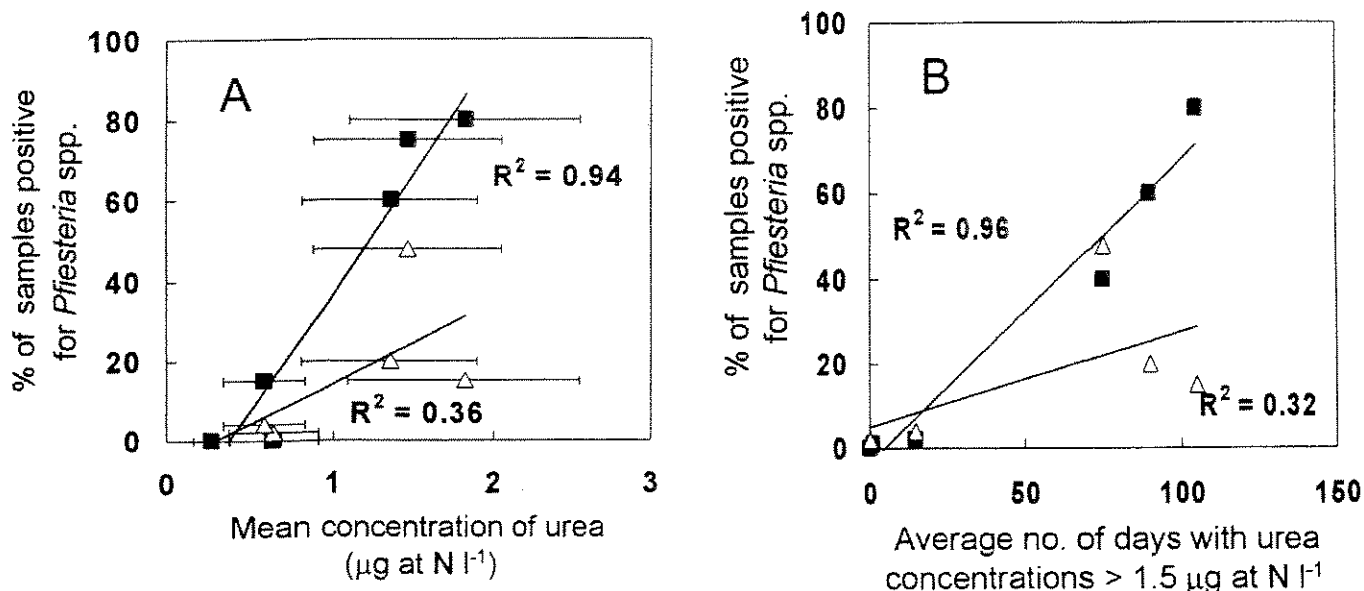 A
% of samples positive
for Pfiesteria spp.
100
80
60
40
20
0
R² = 0.94
R² = 0.36
0
1
2
3
Mean concentration of urea
(µg at N l⁻¹)
B
% of samples positive
for Pfiesteria spp.
100
80
60
40
20
0
R² = 0.96
R² = 0.32
0
50
100
150
Average no. of days with urea
concentrations > 1.5 µg at N l⁻¹